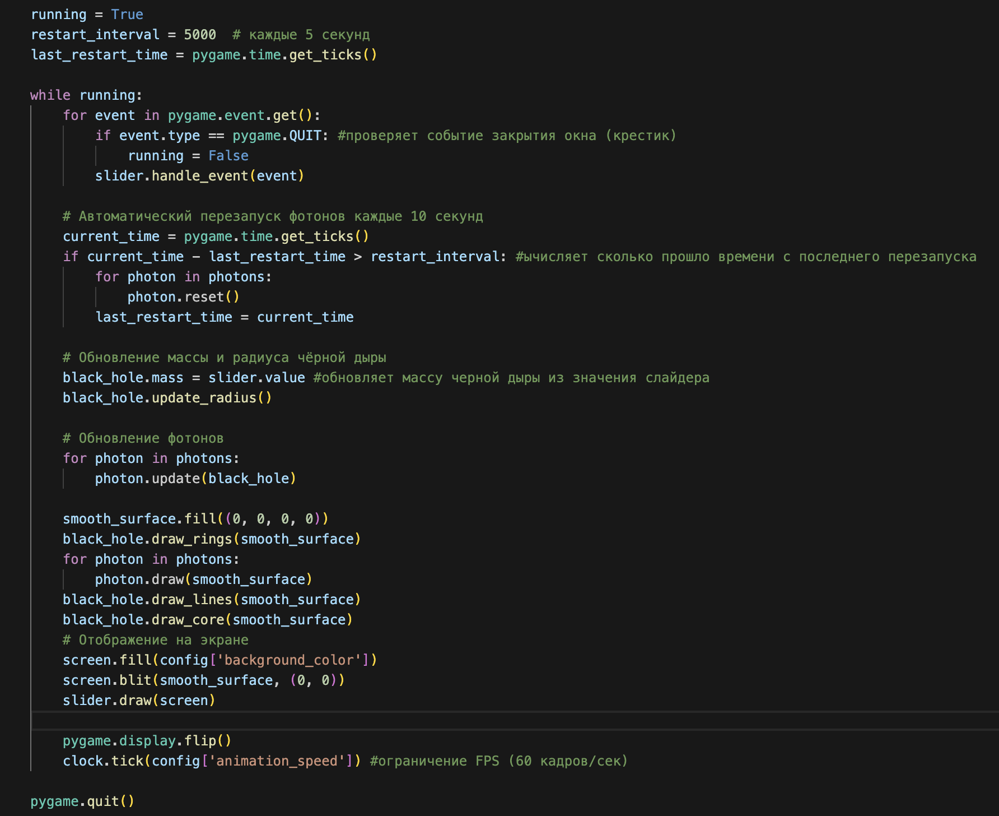 running = True
restart_interval = 5000  # каждые 5 секунд
last_restart_time = pygame.time.get_ticks()

while running:
    for event in pygame.event.get():
        if event.type == pygame.QUIT: #проверяет событие закрытия окна (крестик)
            running = False
        slider.handle_event(event)

    # Автоматический перезапуск фотонов каждые 10 секунд
    current_time = pygame.time.get_ticks()
    if current_time - last_restart_time > restart_interval: #ычисляет сколько прошло времени с последнего перезапуска
        for photon in photons:
            photon.reset()
        last_restart_time = current_time

    # Обновление массы и радиуса чёрной дыры
    black_hole.mass = slider.value #обновляет массу черной дыры из значения слайдера
    black_hole.update_radius()

    # Обновление фотонов
    for photon in photons:
        photon.update(black_hole)

    smooth_surface.fill((0, 0, 0, 0))
    black_hole.draw_rings(smooth_surface)
    for photon in photons:
        photon.draw(smooth_surface)
    black_hole.draw_lines(smooth_surface)
    black_hole.draw_core(smooth_surface)
    # Отображение на экране
    screen.fill(config['background_color'])
    screen.blit(smooth_surface, (0, 0))
    slider.draw(screen)

    pygame.display.flip()
    clock.tick(config['animation_speed']) #ограничение FPS (60 кадров/сек)

pygame.quit()